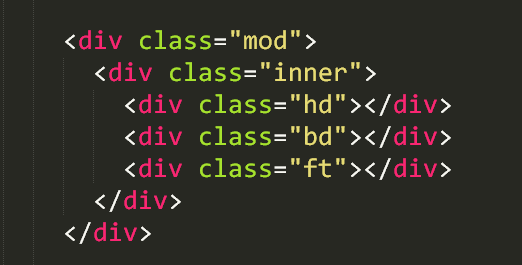 <div class="mod">
<div class="inner">
<div class="hd"></div>
<div class="bd"></div>
<div class="ft"></div>
</div>
</div>